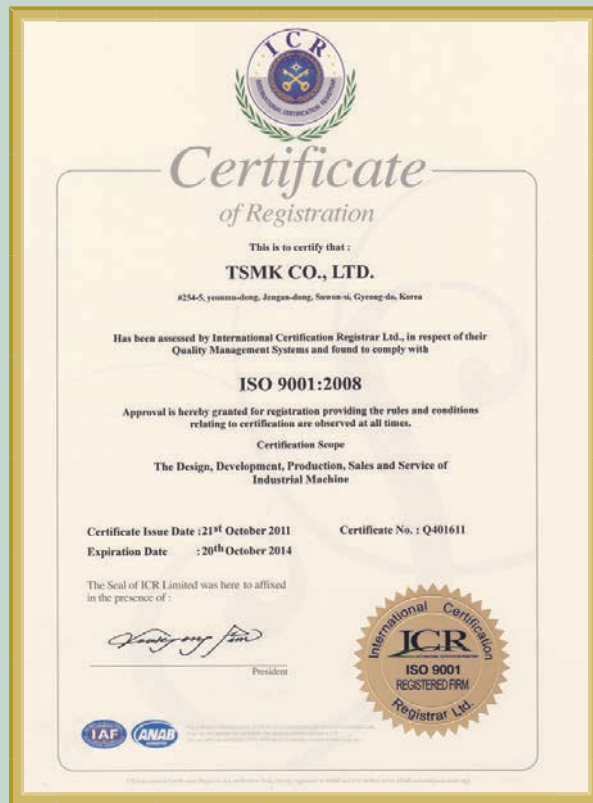 ICR
INTERNATIONAL CERTIFICATION REGISTRAR
Certificate
of Registration
This is to certify that :
TSMK CO., LTD.
#254-5, yeonmu-dong, Jangan-dong, Suwon-si, Gyeong-do, Korea
Has been assessed by International Certification Registrar Ltd., in respect of their
Quality Management Systems and found to comply with
ISO 9001:2008
Approval is hereby granted for registration providing the rules and conditions
relating to certification are observed at all times.
Certification Scope
The Design, Development, Production, Sales and Service of
Industrial Machine
Certificate Issue Date :21st October 2011
Certificate No. : Q401611
Expiration Date : 20th October 2014
The Seal of ICR Limited was here to affixed
in the presence of :
President
International Certification
ICR
ISO 9001
REGISTERED FIRM
Registrar Ltd.
IAF
ANAB